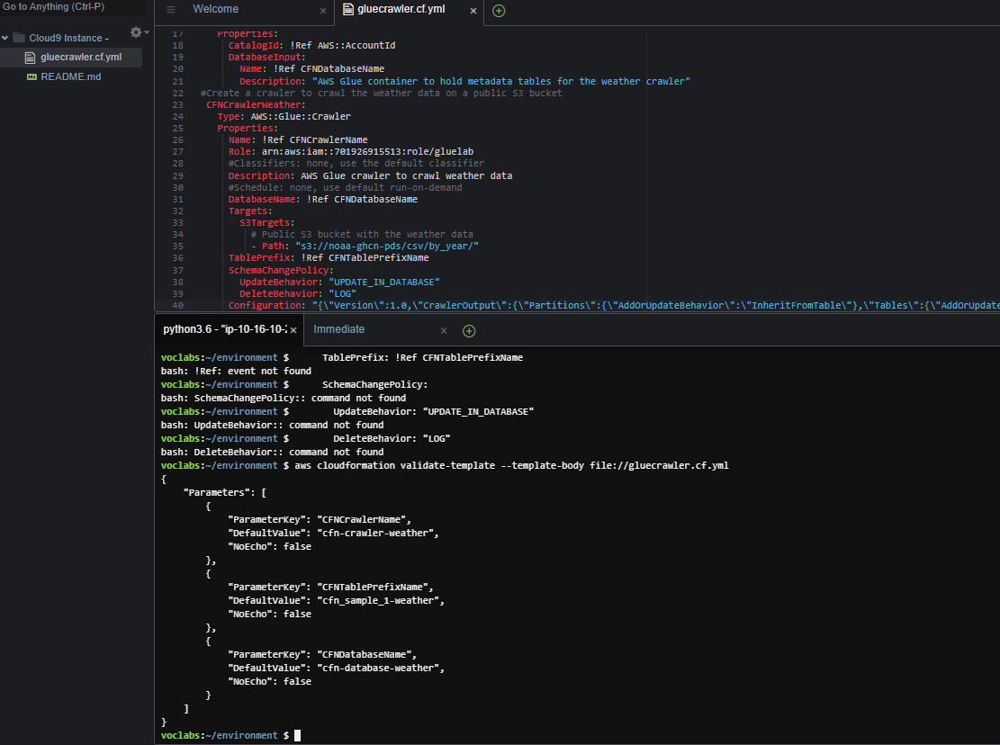 Go to Anything (Ctrl-P)
Cloud9 Instance -
gluecrawler.cf.yml
README.md
Welcome
gluecrawler.cf.yml
17 Properties:
18 CatalogId: !Ref AWS::AccountId
19 DatabaseInput:
20 Name: !Ref CFNDatabaseName
21 Description: "AWS Glue container to hold metadata tables for the weather crawler"
22 #Create a crawler to crawl the weather data on a public S3 bucket
23 CFNCrawlerWeather:
24 Type: AWS::Glue::Crawler
25 Properties:
26 Name: !Ref CFNCrawlerName
27 Role: arn:aws:iam::701926915513:role/gluelab
28 #Classifiers: none, use the default classifier
29 Description: AWS Glue crawler to crawl weather data
30 #Schedule: none, use default run-on-demand
31 DatabaseName: !Ref CFNDatabaseName
32 Targets:
33 S3Targets:
34 # Public S3 bucket with the weather data
35 - Path: "s3://noaa-ghcn-pds/csv/by_year/"
36 TablePrefix: !Ref CFNTablePrefixName
37 SchemaChangePolicy:
38 UpdateBehavior: "UPDATE_IN_DATABASE"
39 DeleteBehavior: "LOG"
40 Configuration: "{\"Version\":1.0,\"CrawlerOutput\":{\"Partitions\":{\"AddOrUpdateBehavior\":\"InheritFromTable\"},\"Tables\":{\"AddOrUpdate
python3.6 - "ip-10-16-10-2
Immediate
voclabs:~/environment $ TablePrefix: !Ref CFNTablePrefixName
bash: !Ref: event not found
voclabs:~/environment $ SchemaChangePolicy:
bash: SchemaChangePolicy:: command not found
voclabs:~/environment $ UpdateBehavior: "UPDATE_IN_DATABASE"
bash: UpdateBehavior:: command not found
voclabs:~/environment $ DeleteBehavior: "LOG"
bash: DeleteBehavior:: command not found
voclabs:~/environment $ aws cloudformation validate-template --template-body file://gluecrawler.cf.yml
{
"Parameters": [
{
"ParameterKey": "CFNCrawlerName",
"DefaultValue": "cfn-crawler-weather",
"NoEcho": false
},
{
"ParameterKey": "CFNTablePrefixName",
"DefaultValue": "cfn_sample_1-weather",
"NoEcho": false
},
{
"ParameterKey": "CFNDatabaseName",
"DefaultValue": "cfn-database-weather",
"NoEcho": false
}
]
}
voclabs:~/environment $